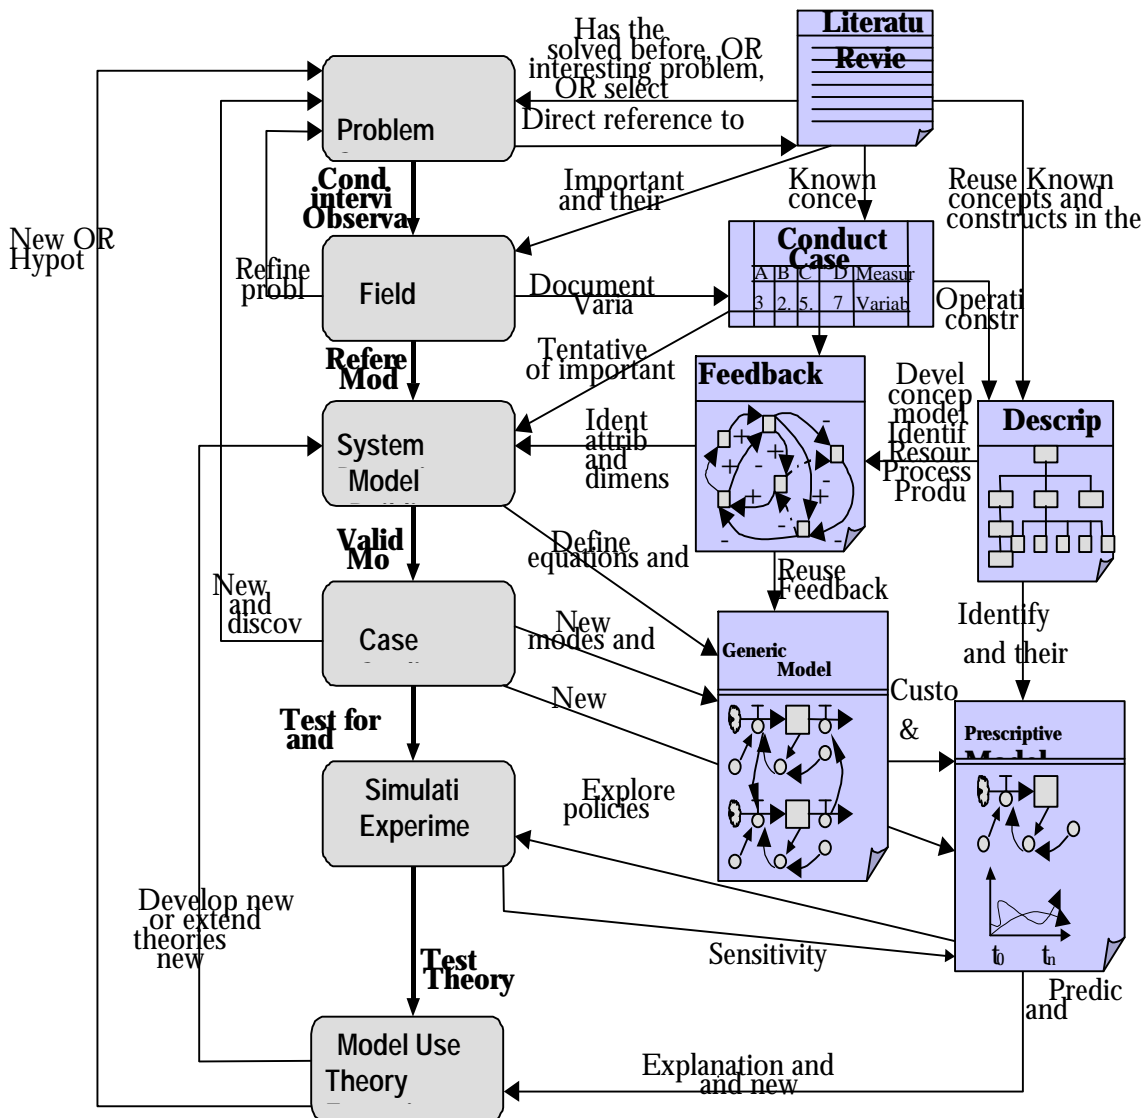 Has the
solved before, OR
interesting problem,
OR select
Direct reference to
Literatu
Revie
Problem
Cond
intervi
Observa
Important
and their
Known
conce
Reuse Known
concepts and
constructs in the
New OR
Hypot
Refine
probl
Field
Document
Varia
Conduct
Case
A B C D Measur
3 2. 5. 7 Variab
Operati
constr
Refere
Mod
Tentative
of important
Feedback
Devel
concep
model
Identif
Resour
Process
Produ
Descrip
System
Model
Ident
attrib
and
dimens
+ + - - + - + + - - -
Valid
Mo
Define
equations and
Reuse
Feedback
New
and
discov
Case
New
modes and
New
Generic
Model
Identify
and their
Custo
&
Prescriptive
Model
Test for
and
Simulati
Experime
Explore
policies
Develop new
or extend
theories
new
Test
Theory
Sensitivity
t0 tn
Predic
and
Model Use
Theory
Explanation and
and new